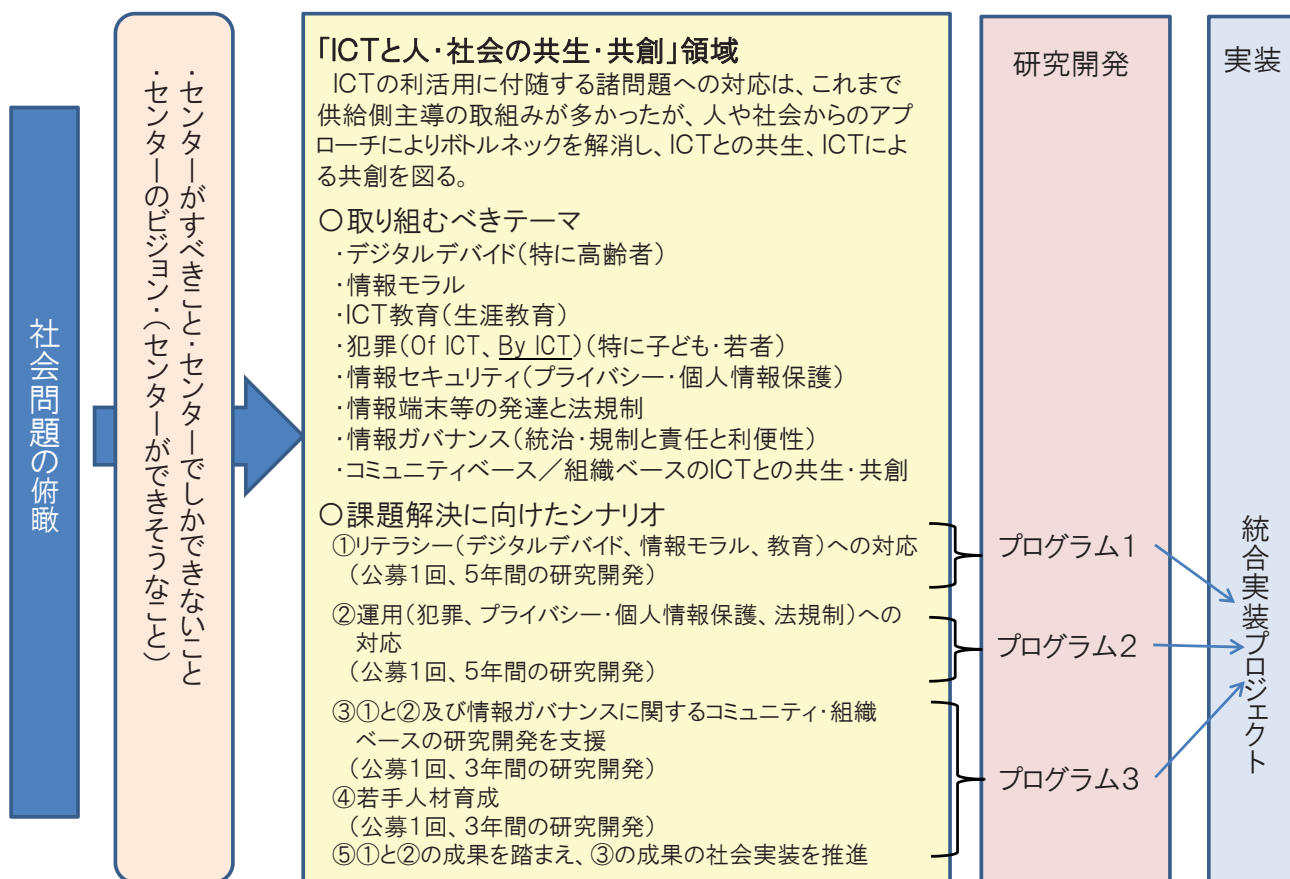 社会問題の俯瞰
・センターがすべきこと・センターでしかできないこと
・センターのビジョン・(センターができそうなこと)
「ICTと人・社会の共生・共創」領域
ICTの利活用に付随する諸問題への対応は、これまで
供給側主導の取組みが多かったが、人や社会からのアプ
ローチによりボトルネックを解消し、ICTとの共生、ICTによ
る共創を図る。
○取り組むべきテーマ
・デジタルデバイド(特に高齢者)
・情報モラル
・ICT教育(生涯教育)
・犯罪(Of ICT、By ICT)(特に子ども・若者)
・情報セキュリティ(プライバシー・個人情報保護)
・情報端末等の発達と法規制
・情報ガバナンス(統治・規制と責任と利便性)
・コミュニティベース/組織ベースのICTとの共生・共創
○課題解決に向けたシナリオ
①リテラシー(デジタルデバイド、情報モラル、教育)への対応
(公募1回、5年間の研究開発)
②運用(犯罪、プライバシー・個人情報保護、法規制)への
対応
(公募1回、5年間の研究開発)
③①と②及び情報ガバナンスに関するコミュニティ・組織
ベースの研究開発を支援
(公募1回、3年間の研究開発)
④若手人材育成
(公募1回、3年間の研究開発)
⑤①と②の成果を踏まえ、③の成果の社会実装を推進
研究開発
プログラム1
プログラム2
プログラム3
実装
統合実装プロジェクト